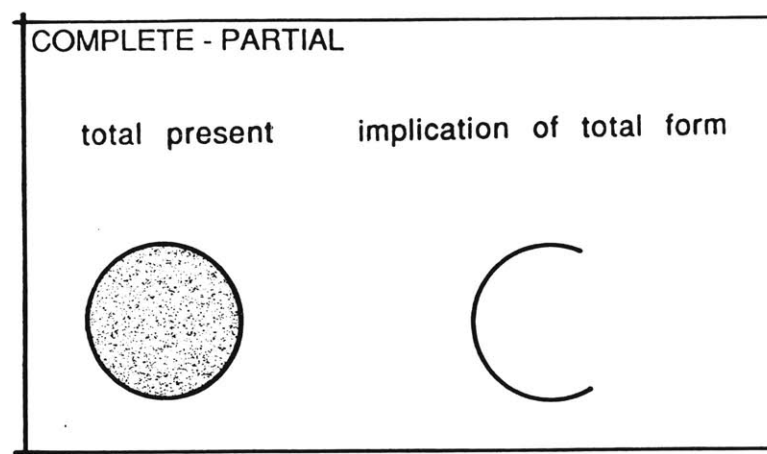 COMPLETE - PARTIAL
total present implication of total form